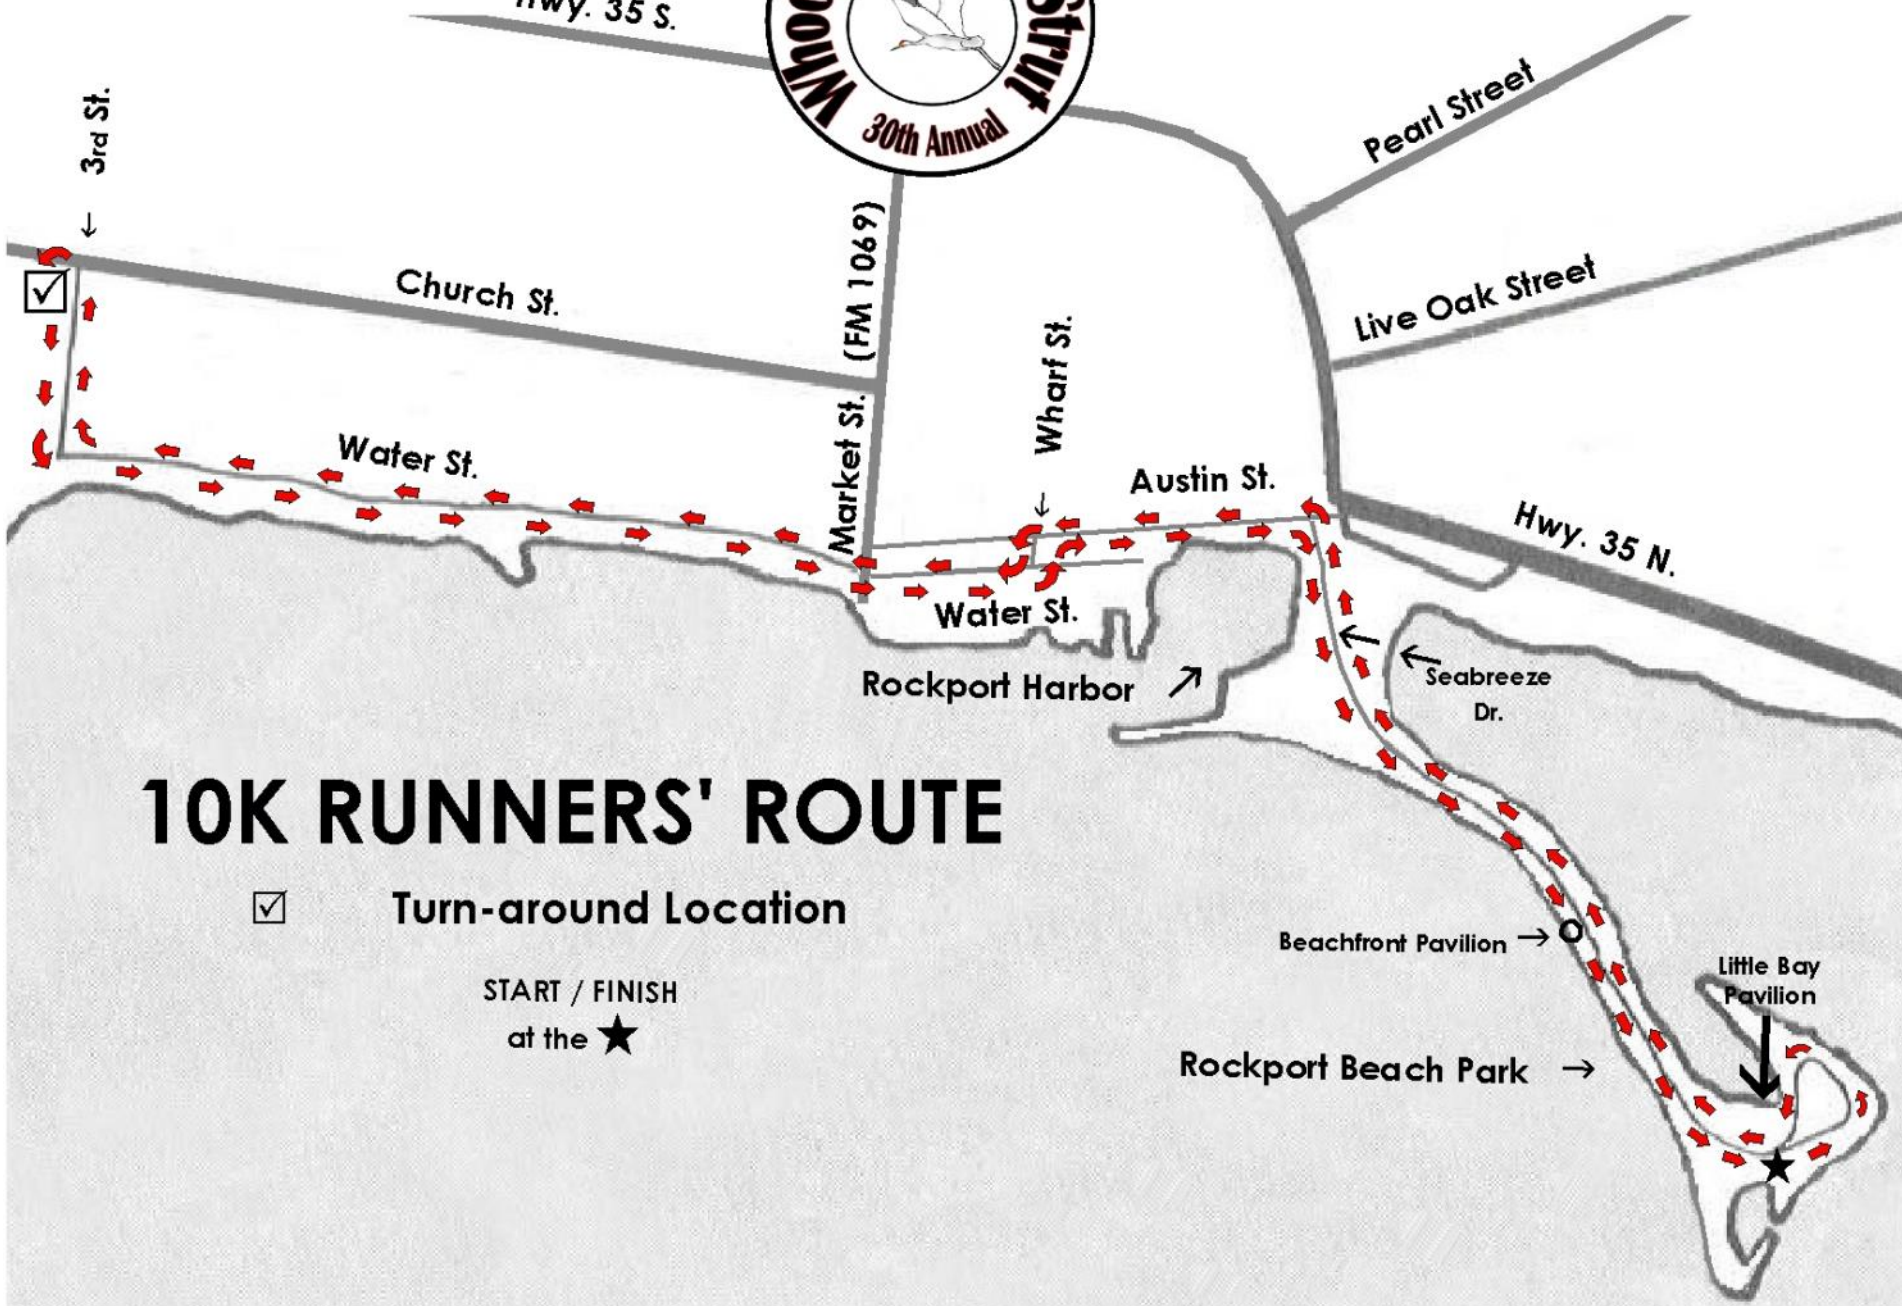 Hwy. 35 S.
Strut
30th Annual
3rd St.
Pearl Street
Church St.
(FM 1069)
Live Oak Street
Wharf St.
Market St.
Water St.
Austin St.
Hwy. 35 N.
Water St.
Rockport Harbor
Seabreeze
Dr.
10K RUNNERS' ROUTE
Turn-around Location
Beachfront Pavilion
Little Bay
Pavilion
START / FINISH
at the
Rockport Beach Park